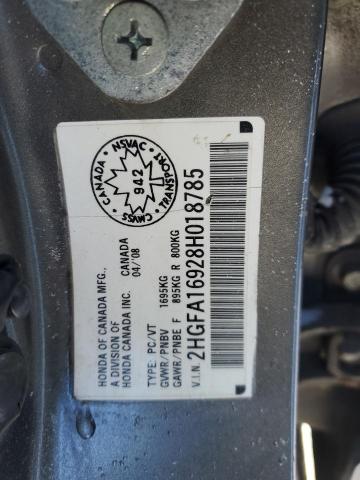 HONDA OF CANADA MFG.,
A DIVISION OF
HONDA CANADA INC. CANADA
04/08
TYPE: PC/VT
GVWR/PNBV 1695KG
GAWR/PNBE F 895KG R 800KG
V.I.N. 2HGFA16928H018785
CANADA · NSVAC · TRANSPORT · CMVSS
942